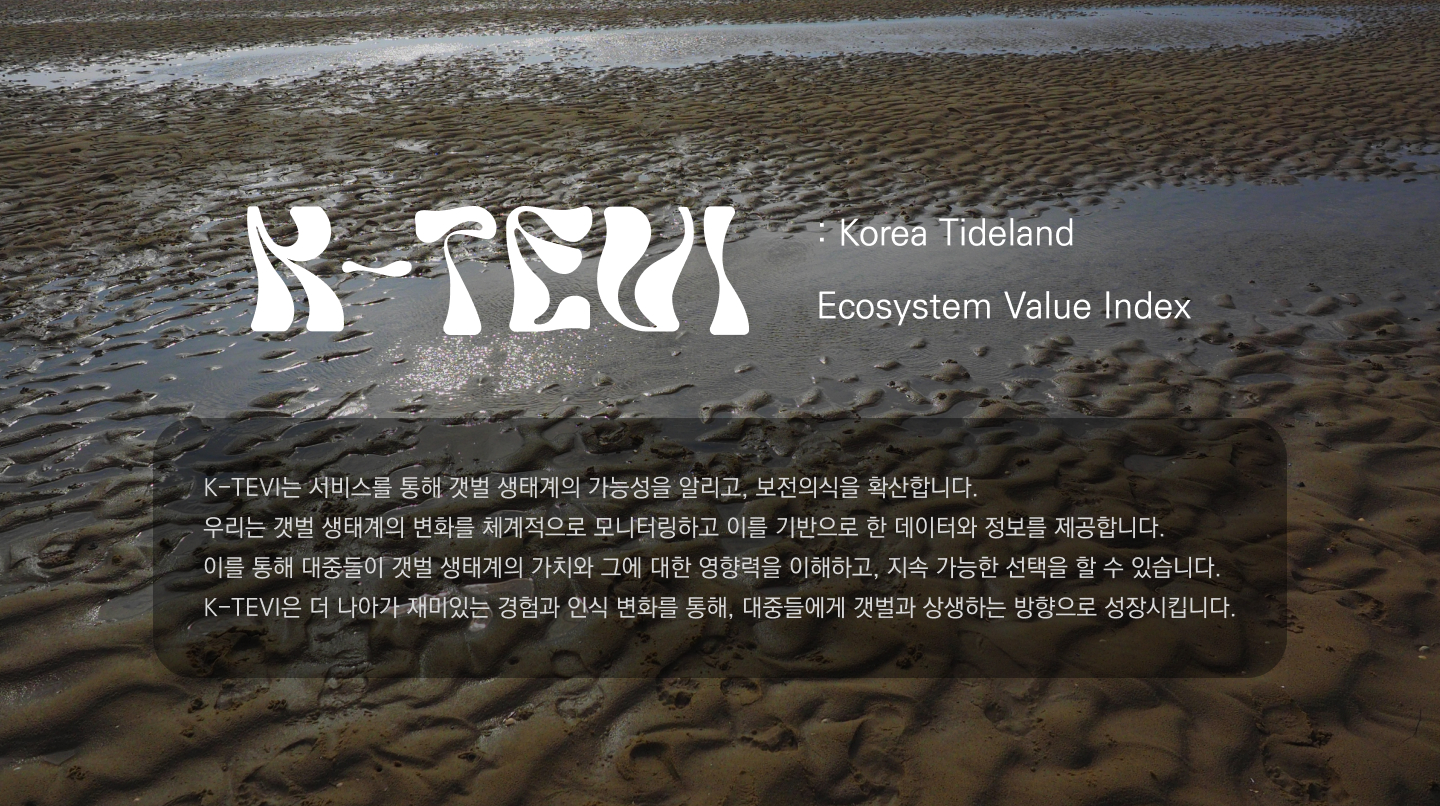 K-TEVI
: Korea Tideland
Ecosystem Value Index
K-TEVI는 서비스를 통해 갯벌 생태계의 가능성을 알리고, 보전의식을 확산합니다.
우리는 갯벌 생태계의 변화를 체계적으로 모니터링하고 이를 기반으로 한 데이터와 정보를 제공합니다.
이를 통해 대중들이 갯벌 생태계의 가치와 그에 대한 영향력을 이해하고, 지속 가능한 선택을 할 수 있습니다.
K-TEVI은 더 나아가 재미있는 경험과 인식 변화를 통해, 대중들에게 갯벌과 상생하는 방향으로 성장시킵니다.